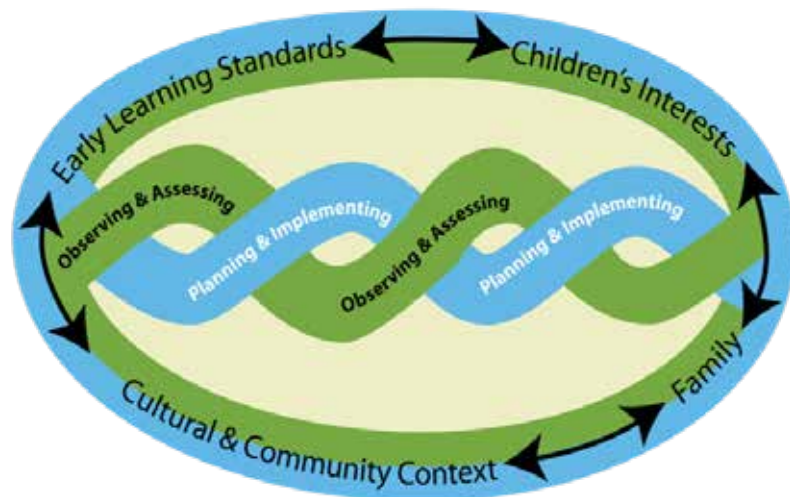 Early Learning Standards
Children's Interests
Observing & Assessing
Planning & Implementing
Observing & Assessing
Planning & Implementing
Cultural & Community Context
Family